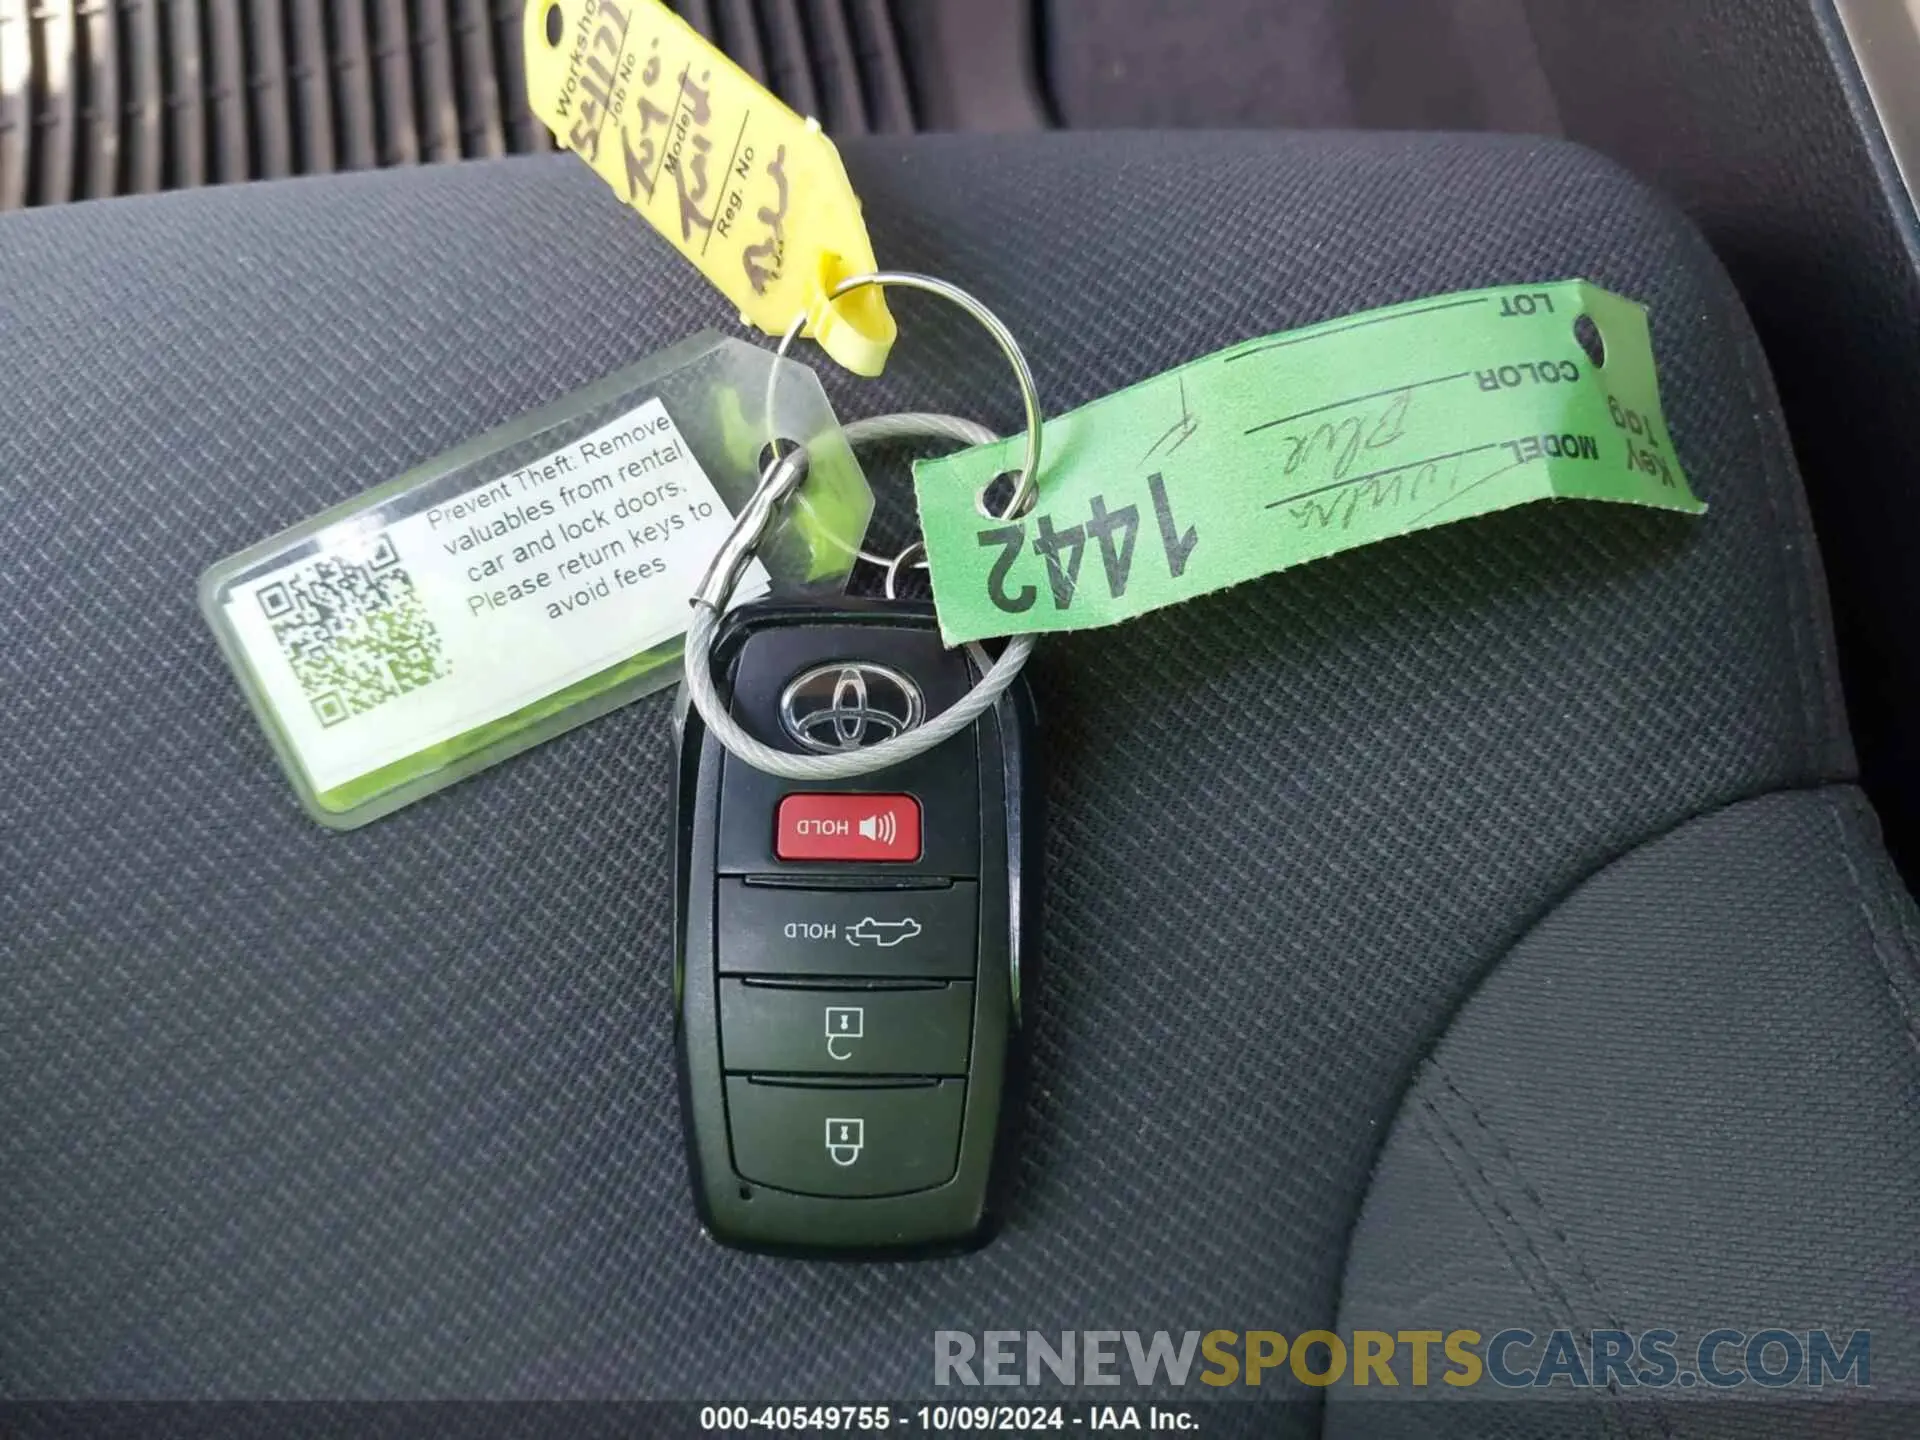 Workshop
Job No
Model
Reg. No
Prevent Theft: Remove
valuables from rental
car and lock doors.
Please return keys to
avoid fees
Key
Tag
MODEL Tundra
COLOR Blue
LOT
1442
HOLD
HOLD
RENEWSPORTSCARS.COM
000-40549755 - 10/09/2024 - IAA Inc.